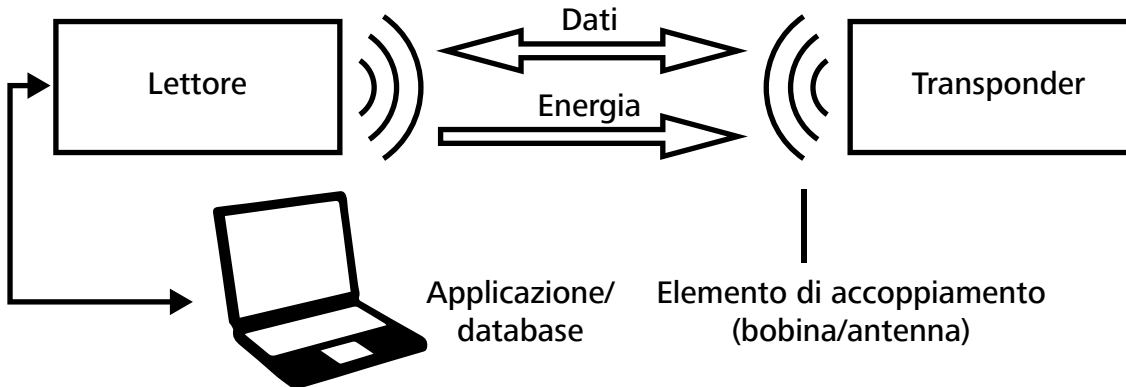 Dati
Lettore
Transponder
Energia
Applicazione/
database
Elemento di accoppiamento
(bobina/antenna)